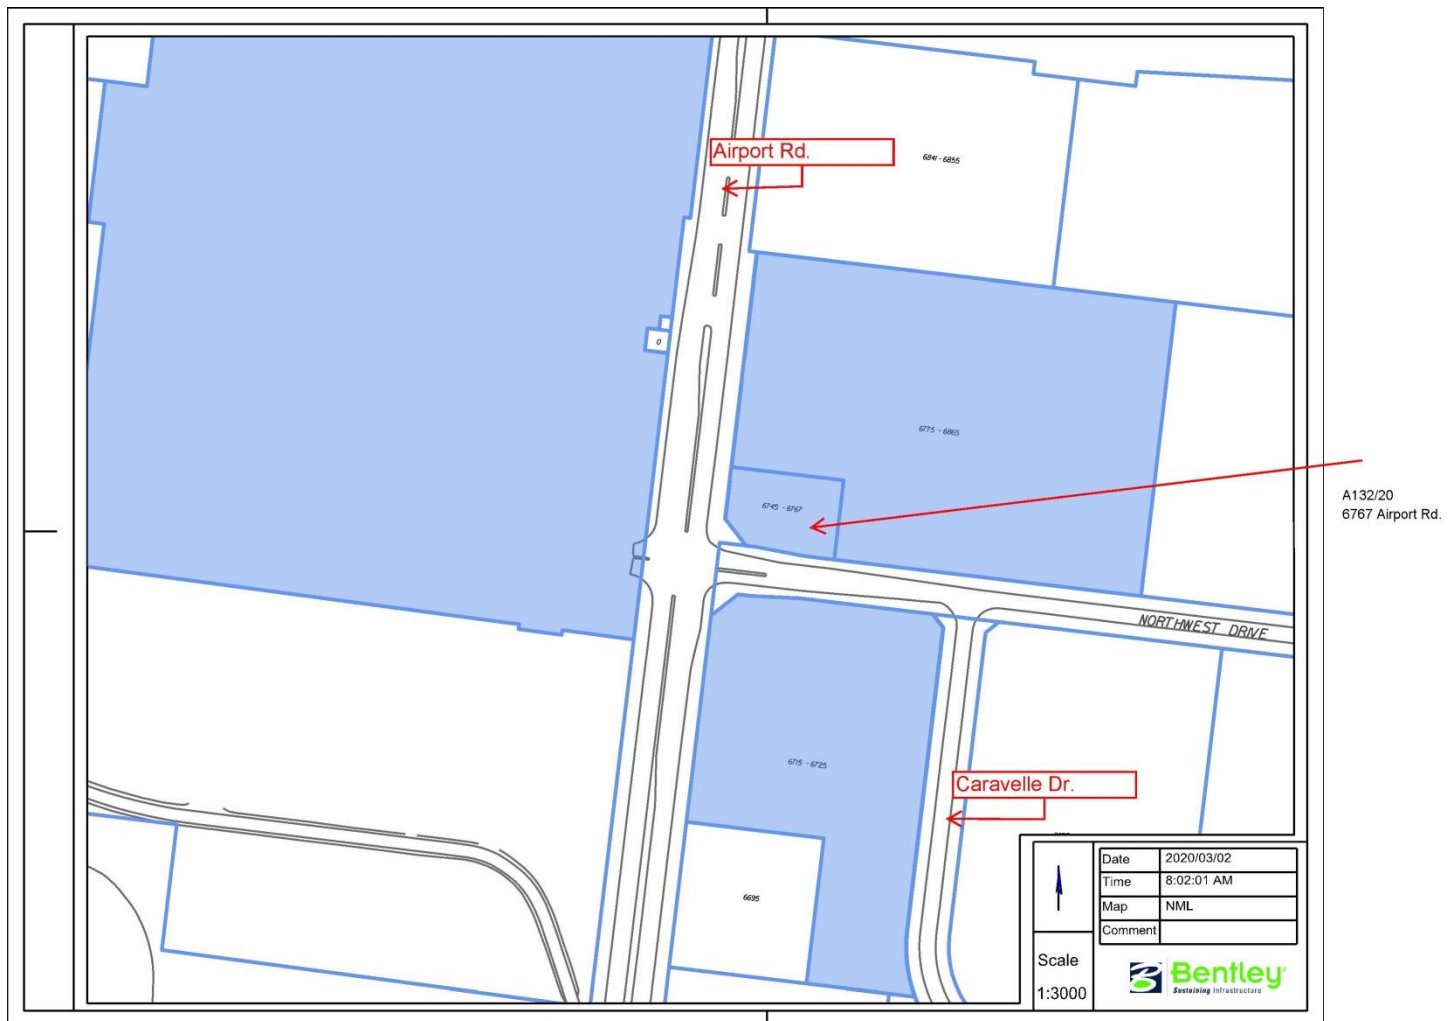 Airport Rd.
6841 - 6855
0
6775 - 6865
6745 - 6767
A132/20
6767 Airport Rd.
NORTHWEST DRIVE
6715 - 6725
Caravelle Dr.
6695
Date 2020/03/02
Time 8:02:01 AM
Map NML
Comment
Scale
1:3000
Bentley
Sustaining Infrastructure